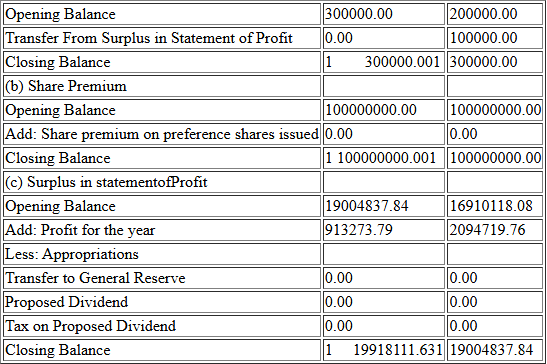 Opening Balance 300000.00 200000.00
Transfer From Surplus in Statement of Profit 0.00 100000.00
Closing Balance 1 300000.001 300000.00
(b) Share Premium
Opening Balance 100000000.00 100000000.00
Add: Share premium on preference shares issued 0.00 0.00
Closing Balance 1 100000000.001 100000000.00
(c) Surplus in statementofProfit
Opening Balance 19004837.84 16910118.08
Add: Profit for the year 913273.79 2094719.76
Less: Appropriations
Transfer to General Reserve 0.00 0.00
Proposed Dividend 0.00 0.00
Tax on Proposed Dividend 0.00 0.00
Closing Balance 1 19918111.631 19004837.84